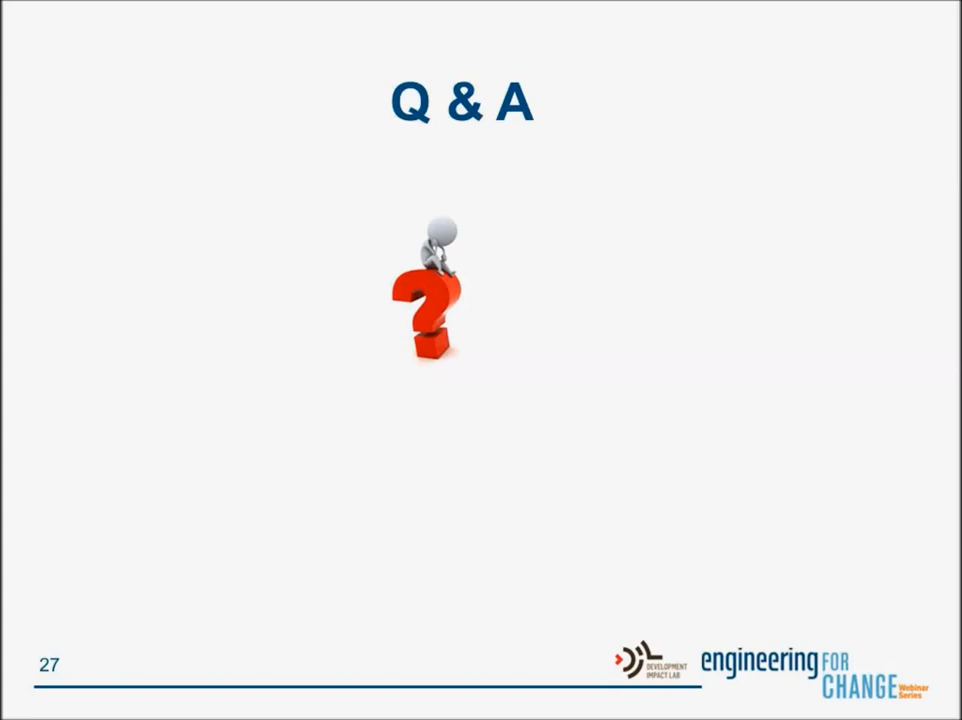 Q & A
27
DEVELOPMENT
IMPACT LAB
engineering FOR
CHANGE Webinar
Series